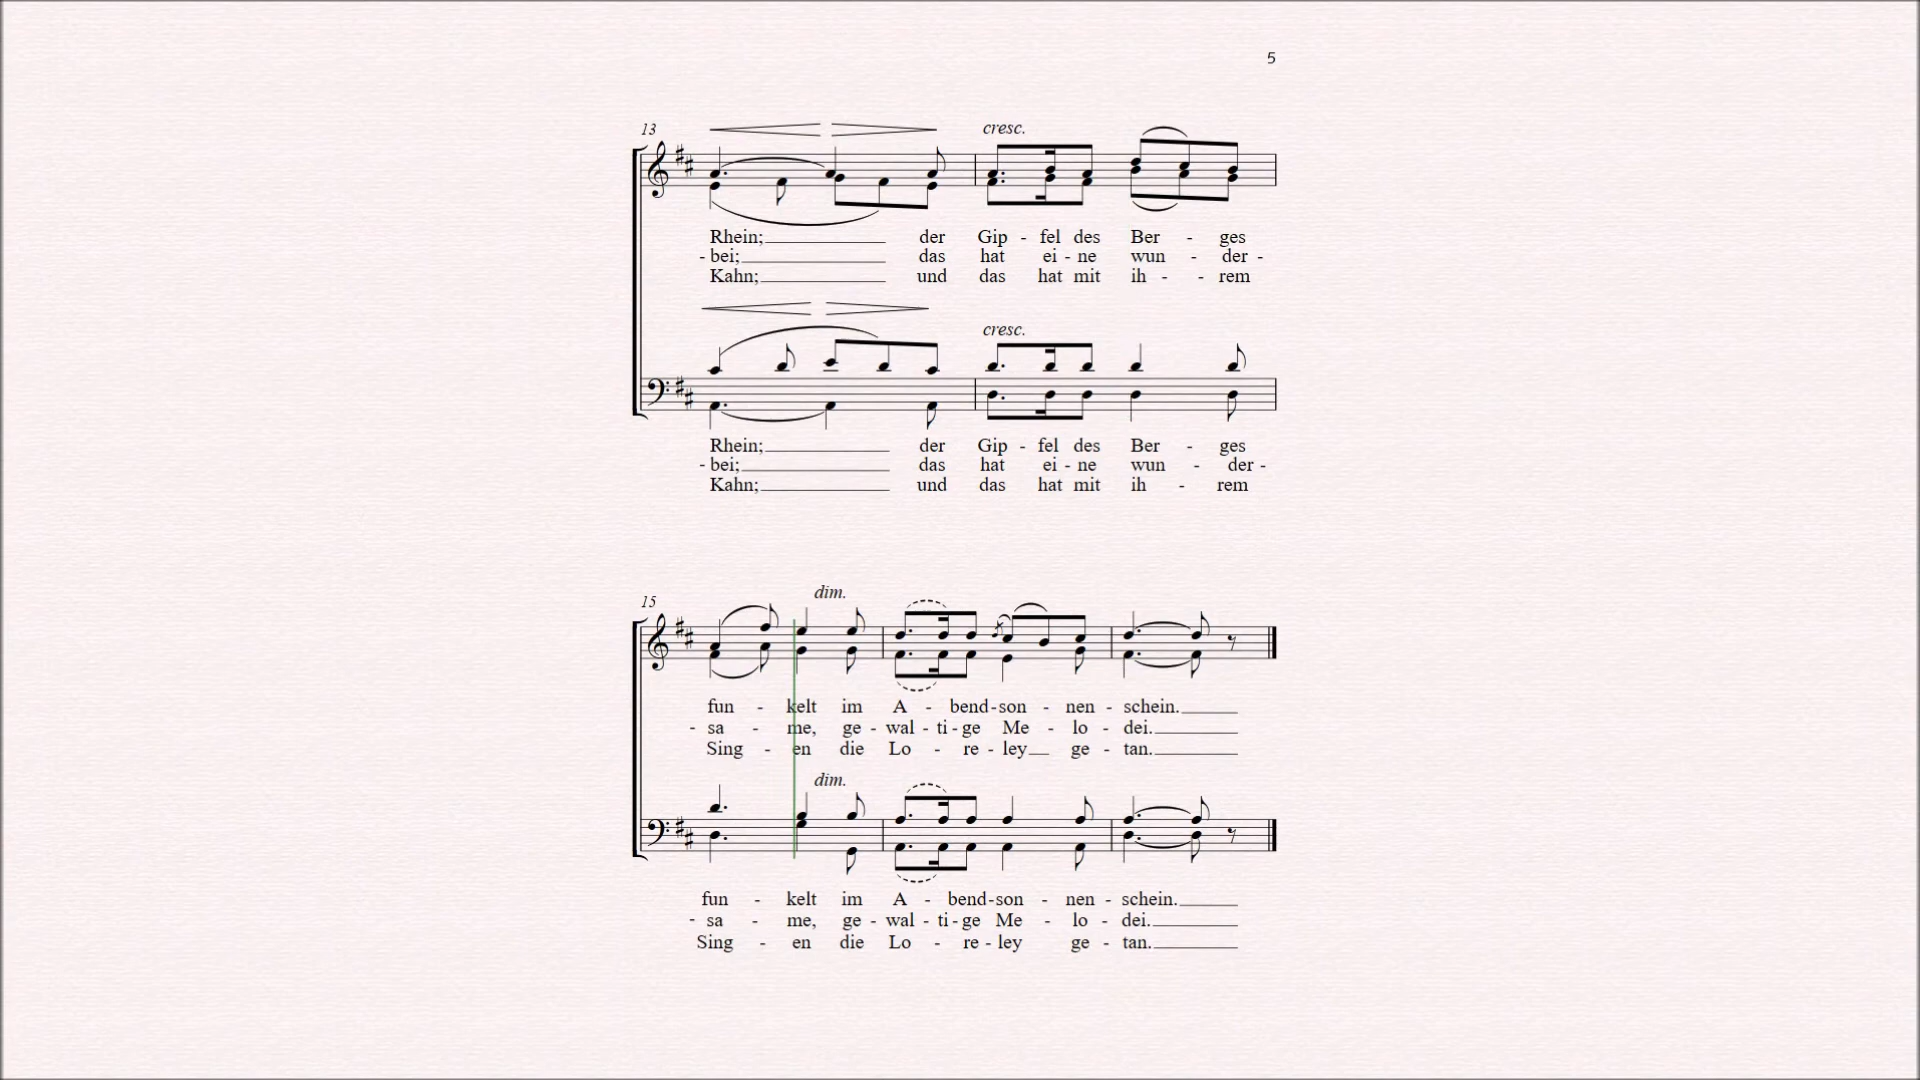 5
13
cresc.
Rhein; der Gip - fel des Ber - ges
- bei; das hat ei - ne wun - der -
Kahn; und das hat mit ih - - rem
cresc.
Rhein; der Gip - fel des Ber - ges
- bei; das hat ei - ne wun - der -
Kahn; und das hat mit ih - rem
15
dim.
fun - kelt im A - bend - son - nen - schein.
- sa - me, ge - wal - ti - ge Me - lo - dei.
Sing - en die Lo - re - ley ge - tan.
dim.
fun - kelt im A - bend - son - nen - schein.
- sa - me, ge - wal - ti - ge Me - lo - dei.
Sing - en die Lo - re - ley ge - tan.